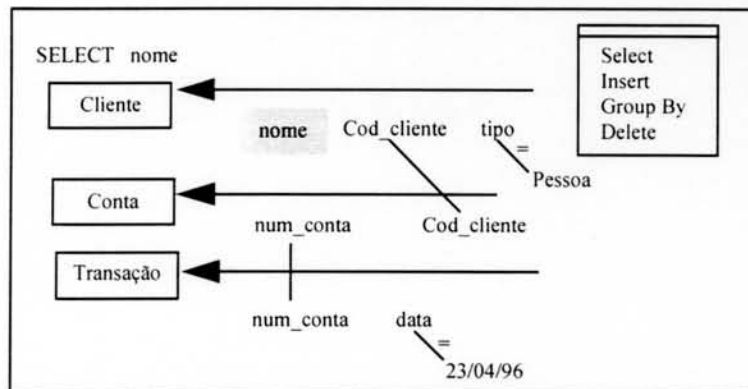 SELECT nome
Select
Insert
Group By
Delete
Cliente
nome Cod_cliente tipo
=
Pessoa
Conta
num_conta Cod_cliente
Transação
num_conta data
=
23/04/96